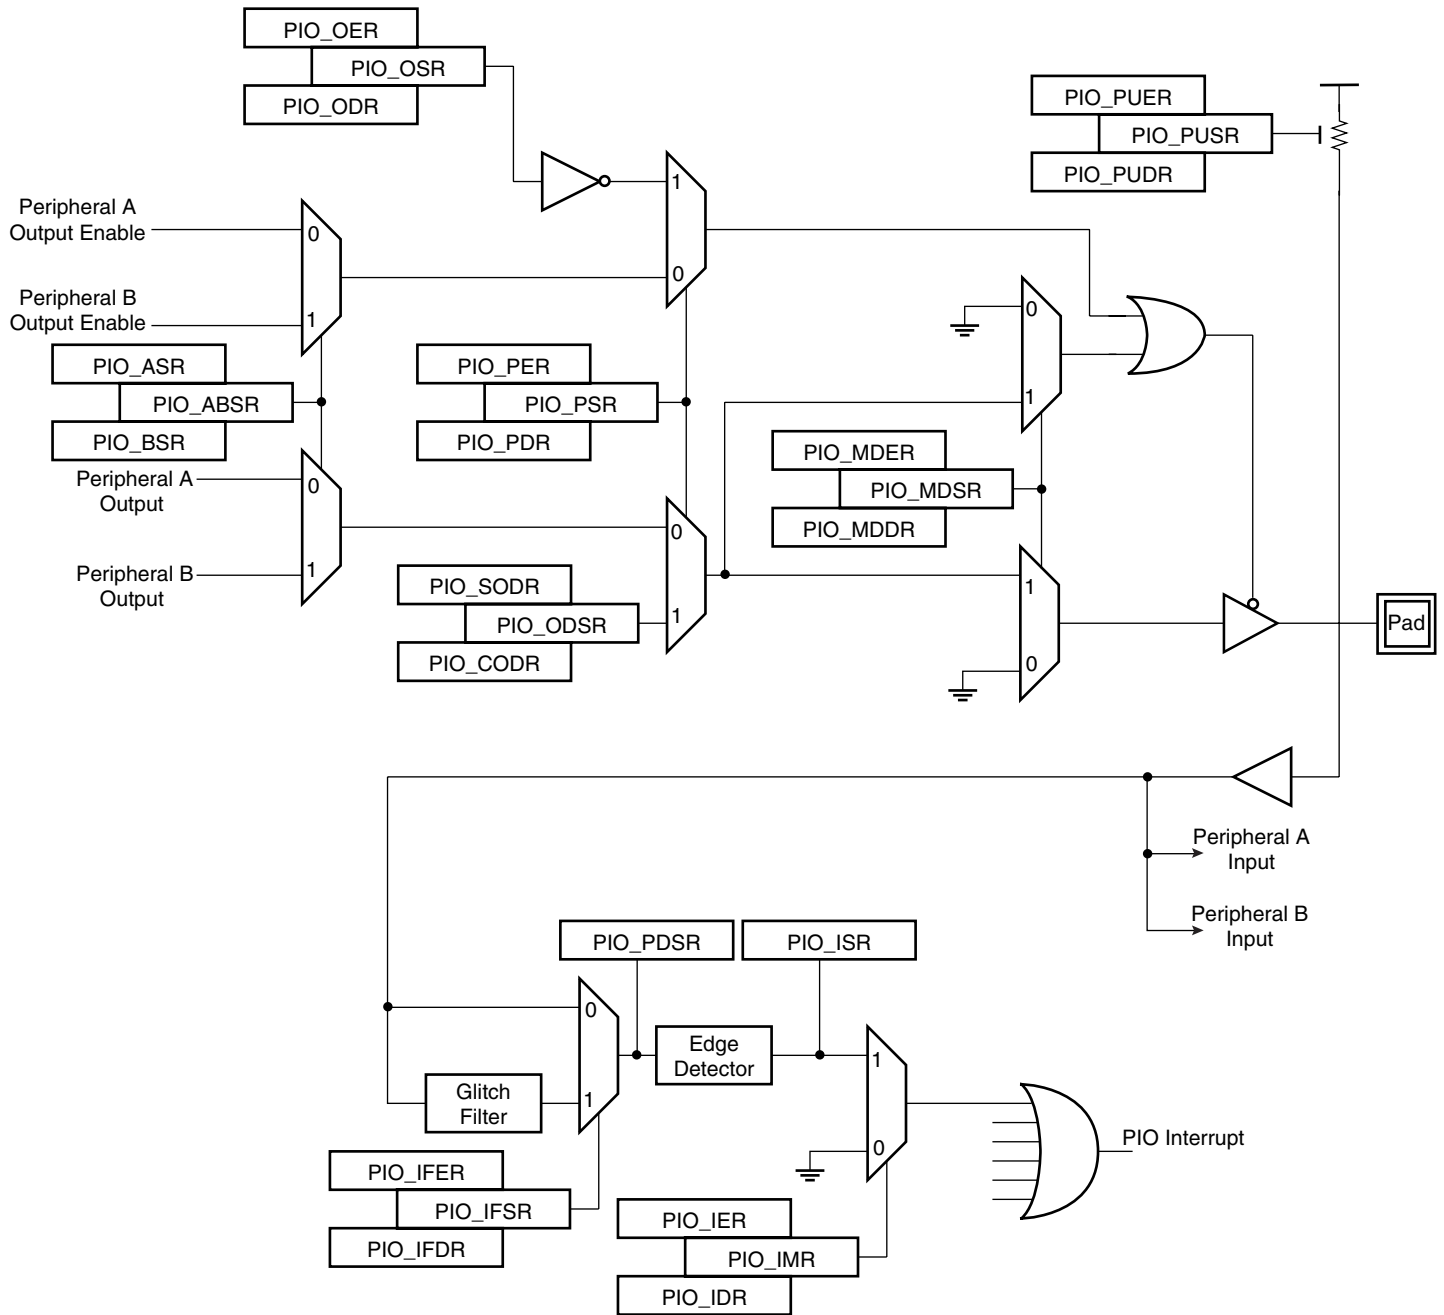 PIO_OER
PIO_OSR
PIO_ODR
PIO_PUER
PIO_PUSR
PIO_PUDR
1
0
Peripheral A
Output Enable
0
Peripheral B
Output Enable
1
0
1
PIO_ASR
PIO_ABSR
PIO_BSR
PIO_PER
PIO_PSR
PIO_PDR
PIO_MDER
PIO_MDSR
PIO_MDDR
Peripheral A
Output
0
Peripheral B
Output
1
0
1
PIO_SODR
PIO_ODSR
PIO_CODR
1
0
Pad
Peripheral A
Input
Peripheral B
Input
PIO_PDSR
PIO_ISR
0
1
Glitch
Filter
Edge
Detector
1
0
PIO Interrupt
PIO_IFER
PIO_IFSR
PIO_IFDR
PIO_IER
PIO_IMR
PIO_IDR